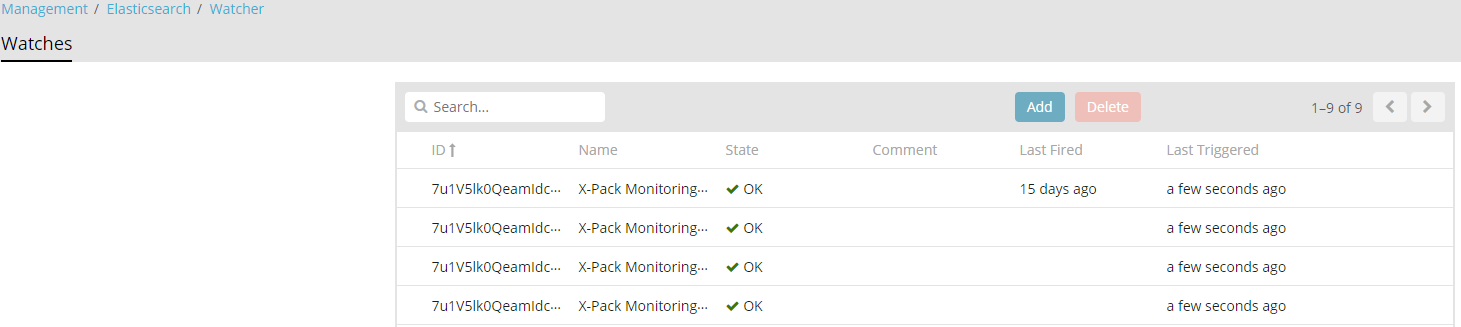 Management / Elasticsearch / Watcher
Watches
Search... Add Delete 1–9 of 9
ID Name State Comment Last Fired Last Triggered
7u1V5lk0QeamIdc... X-Pack Monitoring... OK 15 days ago a few seconds ago
7u1V5lk0QeamIdc... X-Pack Monitoring... OK a few seconds ago
7u1V5lk0QeamIdc... X-Pack Monitoring... OK a few seconds ago
7u1V5lk0QeamIdc... X-Pack Monitoring... OK a few seconds ago